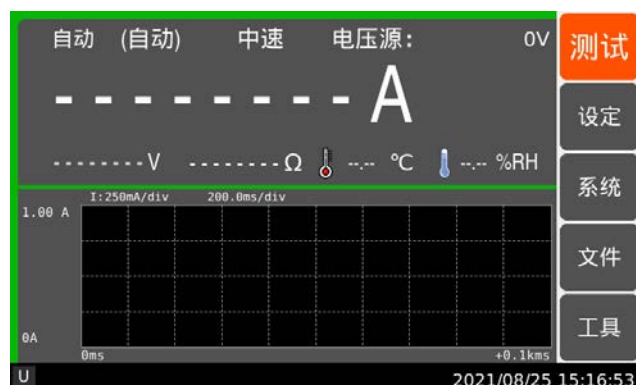 自动 (自动) 中速 电压源: 0V
--------- A
--------V --------Ω --.-- ℃ --.-- %RH
I:250mA/div 200.0ms/div
1.00 A
0A
0ms +0.1kms
测试
设定
系统
文件
工具
U 2021/08/25 15:16:53